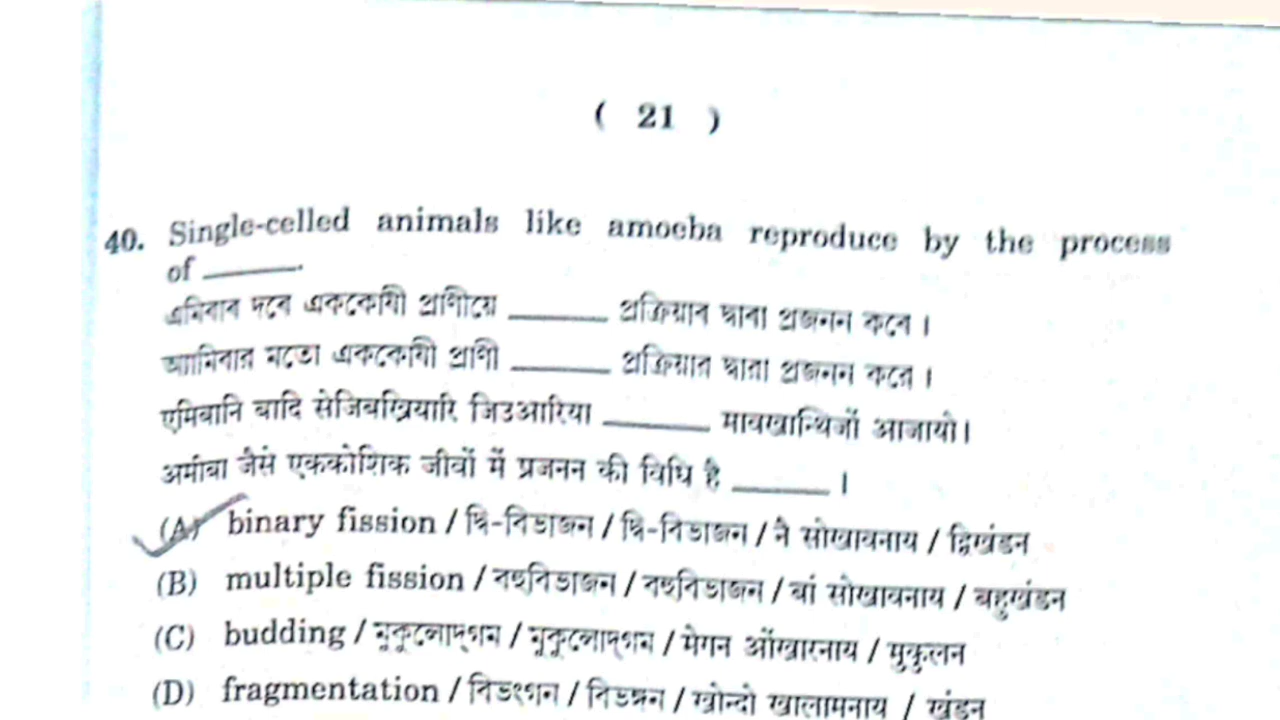 ( 21 )
40. Single-celled animals like amoeba reproduce by the process
of ______.
এমিবাৰ দৰে এককোষী প্ৰাণীয়ে ______ প্ৰক্ৰিয়াৰ দ্বাৰা প্ৰজনন কৰে ।
অ্যামিবার মতো এককোষী প্রাণী ______ প্রক্রিয়ার দ্বারা প্রজনন করে ।
एमिबानि बादि सेजिबख्रियारि जिउआरिया ______ मावखान्थिजों आजायो।
अमीबा जैसे एककोशिक जीवों में प्रजनन की विधि है ______ ।
(A) binary fission / দ্বি-বিভাজন / দ্বি-বিভাজন / नै सोखावनाय / द्विखंडन
(B) multiple fission / বহুবিভাজন / বহুবিভাজন / बां सोखावनाय / बहुखंडन
(C) budding / মুকুলোদ্‌গম / মুকুলোদ্‌গম / मेगन ओंखारनाय / मुकुलन
(D) fragmentation / বিভংগন / বিভঙ্গন / खोन्दो खालामनाय / खंडन